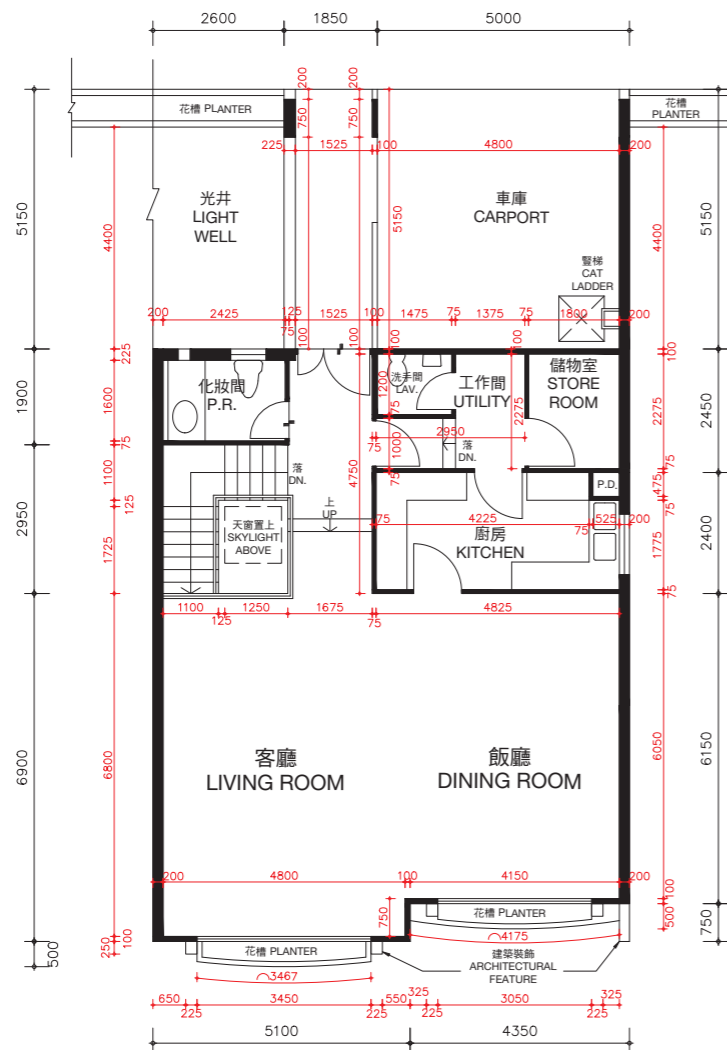 2600 1850 5000
200 200
花槽 PLANTER
花槽
PLANTER
750 750
225 1525 100 4800 200
光井
LIGHT
WELL
車庫
CARPORT
5150 4400 5150 4400 5150
豎梯
CAT
LADDER
200 2425 125 1525 100 1475 75 1375 75 1800 200
75
225 100 100 100 100 100
化妝間
P.R.
洗手間
LAV.
工作間
UTILITY
儲物室
STORE
ROOM
1900 1600 1200 2275 2275 2450
75 75
75 2950
落
DN.
落
DN.
1100 4750 1000 75 75
125 475 75
P.D.
上
UP
天窗置上
SKYLIGHT
ABOVE
75 4225 525 200
75
廚房
KITCHEN
2950 1725 1775 2400
1100 1250 1675 4825
125 75 75
客廳
LIVING ROOM
飯廳
DINING ROOM
6900 6800 6050 6150
200 4800 100 4150 200
750 100
花槽 PLANTER
500 750
4175
花槽 PLANTER
建築裝飾
ARCHITECTURAL
FEATURE
500 250 100
3467
650 3450 550 325 3050 325
225 225 225 225
5100 4350